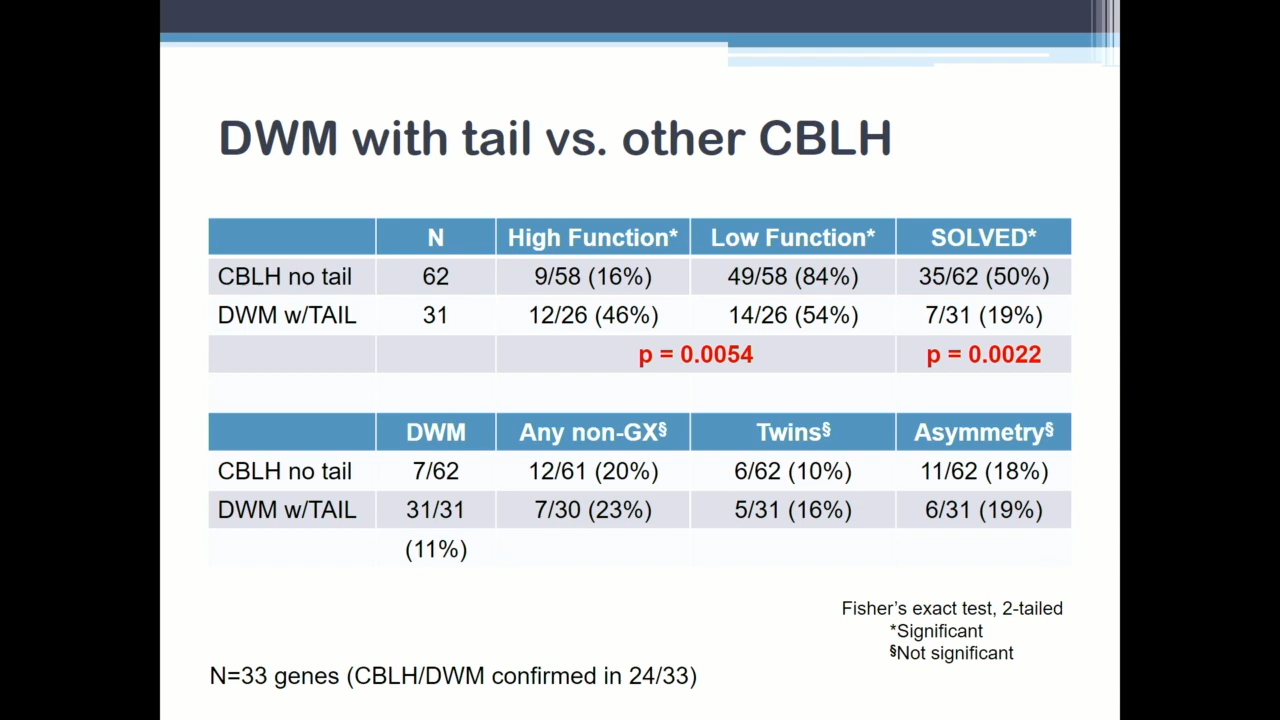 DWM with tail vs. other CBLH
N High Function* Low Function* SOLVED*
CBLH no tail 62 9/58 (16%) 49/58 (84%) 35/62 (50%)
DWM w/TAIL 31 12/26 (46%) 14/26 (54%) 7/31 (19%)
p = 0.0054 p = 0.0022
DWM Any non-GX§ Twins§ Asymmetry§
CBLH no tail 7/62 12/61 (20%) 6/62 (10%) 11/62 (18%)
DWM w/TAIL 31/31 7/30 (23%) 5/31 (16%) 6/31 (19%)
(11%)
Fisher's exact test, 2-tailed
*Significant
§Not significant
N=33 genes (CBLH/DWM confirmed in 24/33)